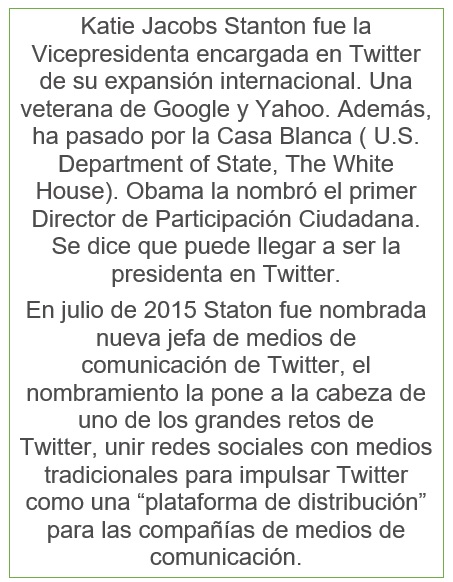 Katie Jacobs Stanton fue la
Vicepresidenta encargada en Twitter
de su expansión internacional. Una
veterana de Google y Yahoo. Además,
ha pasado por la Casa Blanca ( U.S.
Department of State, The White
House). Obama la nombró el primer
Director de Participación Ciudadana.
Se dice que puede llegar a ser la
presidenta en Twitter.
En julio de 2015 Staton fue nombrada
nueva jefa de medios de
comunicación de Twitter, el
nombramiento la pone a la cabeza de
uno de los grandes retos de
Twitter, unir redes sociales con medios
tradicionales para impulsar Twitter
como una “plataforma de distribución”
para las compañías de medios de
comunicación.